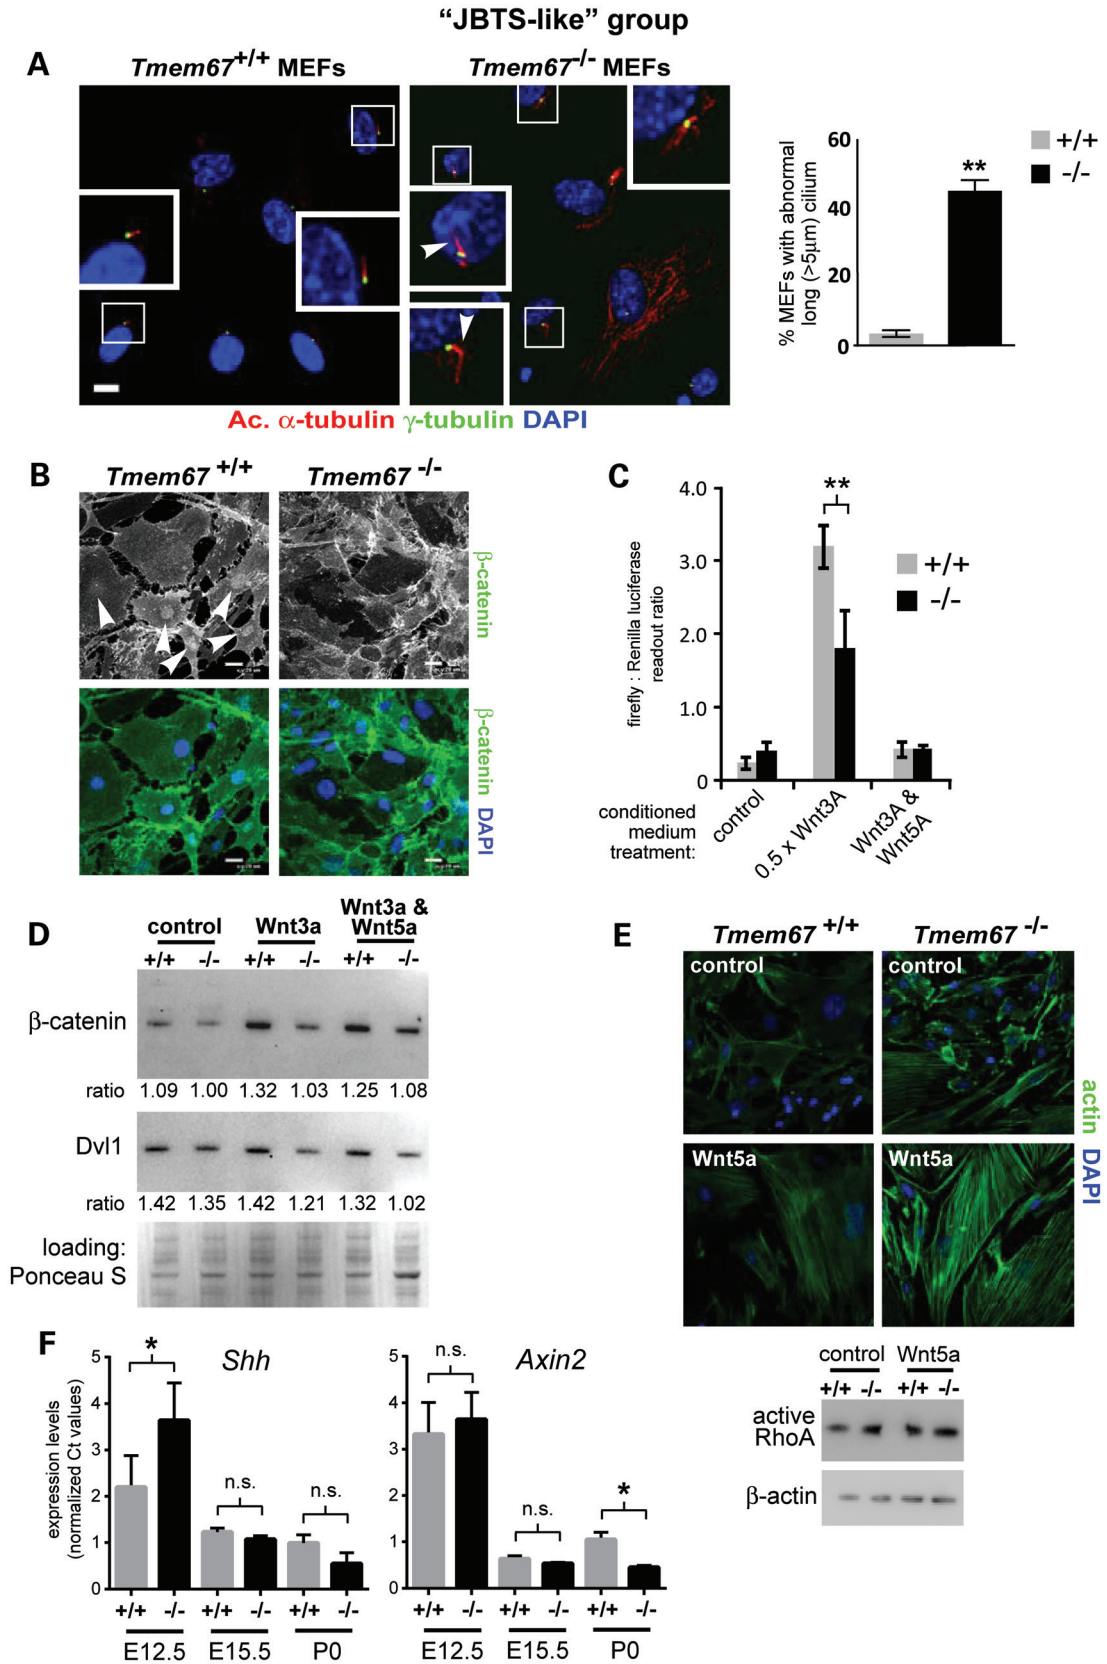 “JBTS-like” group
A
Tmem67+/+ MEFs
Tmem67-/- MEFs
Ac. α-tubulin γ-tubulin DAPI
% MEFs with abnormal
long (>5μm) cilium
60
40
20
0
**
+/+
-/-
B
Tmem67 +/+
Tmem67 -/-
β-catenin
β-catenin DAPI
C
firefly : Renilla luciferase
readout ratio
4.0
3.0
2.0
1.0
0
**
+/+
-/-
conditioned
medium
treatment:
control
0.5 x Wnt3A
Wnt3A &
Wnt5A
D
control
Wnt3a
Wnt3a &
Wnt5a
+/+ -/- +/+ -/- +/+ -/-
β-catenin
ratio 1.09 1.00 1.32 1.03 1.25 1.08
Dvl1
ratio 1.42 1.35 1.42 1.21 1.32 1.02
loading:
Ponceau S
E
Tmem67 +/+
Tmem67 -/-
control
control
Wnt5a
Wnt5a
actin DAPI
control Wnt5a
+/+ -/- +/+ -/-
active
RhoA
β-actin
F
expression levels
(normalized Ct values)
Shh
5
4
3
2
1
0
*
n.s.
n.s.
+/+ -/- +/+ -/- +/+ -/-
E12.5 E15.5 P0
Axin2
5
4
3
2
1
0
n.s.
n.s.
*
+/+ -/- +/+ -/- +/+ -/-
E12.5 E15.5 P0